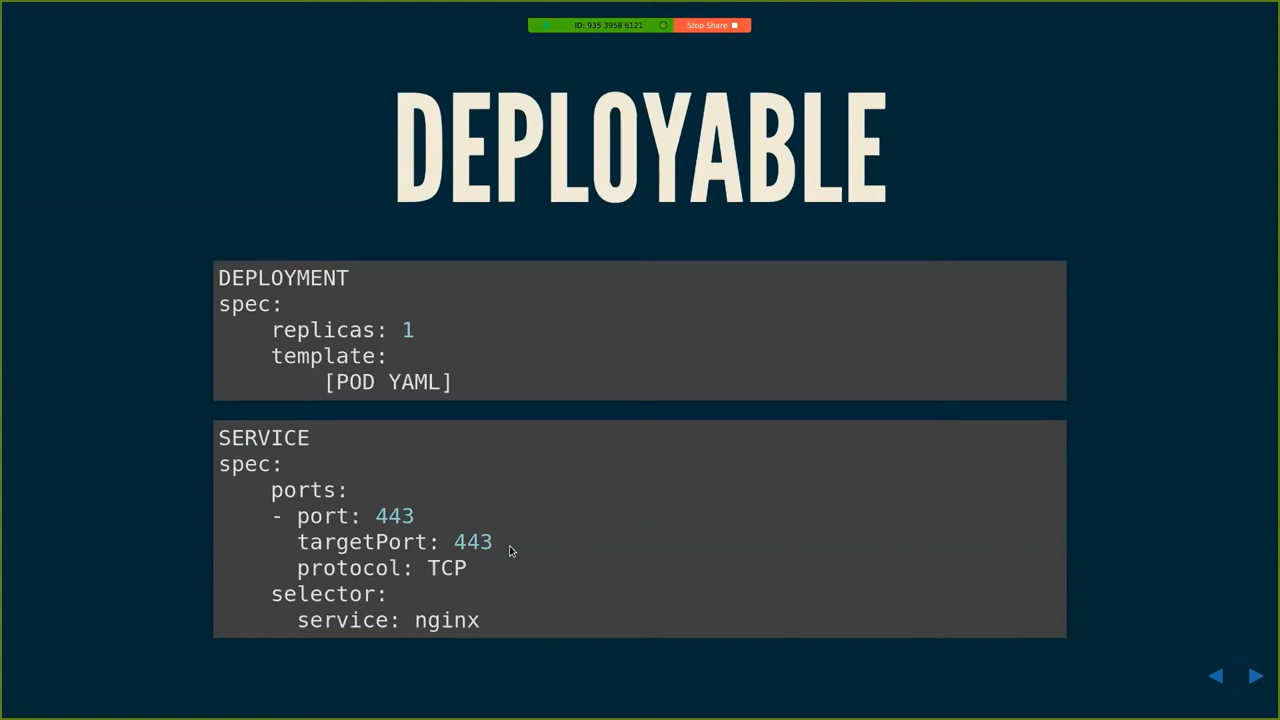 ID: 935 3958 6121 Stop Share
DEPLOYABLE
DEPLOYMENT
spec:
    replicas: 1
    template:
        [POD YAML]
SERVICE
spec:
    ports:
    - port: 443
      targetPort: 443
      protocol: TCP
    selector:
      service: nginx